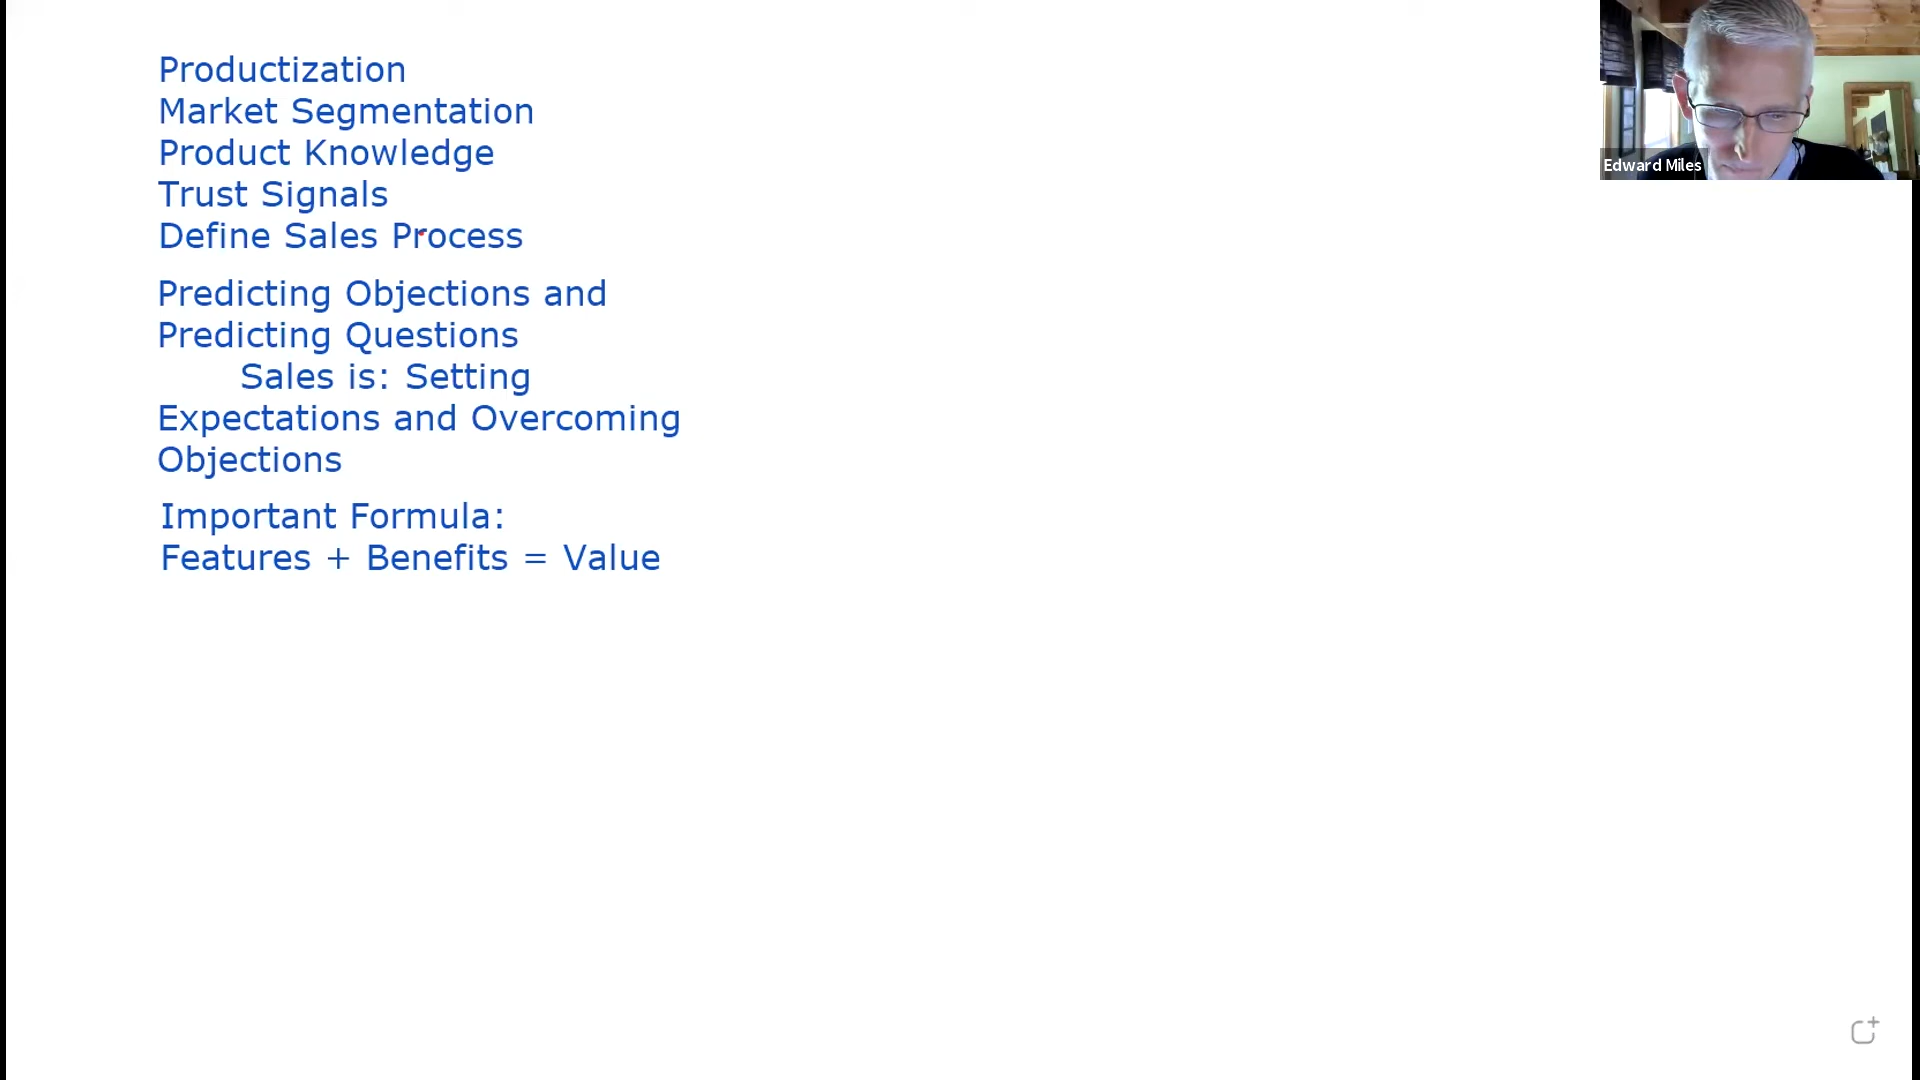 Productization
Market Segmentation
Product Knowledge
Trust Signals
Define Sales Process
Predicting Objections and
Predicting Questions
Sales is: Setting
Expectations and Overcoming
Objections
Important Formula:
Features + Benefits = Value
Edward Miles